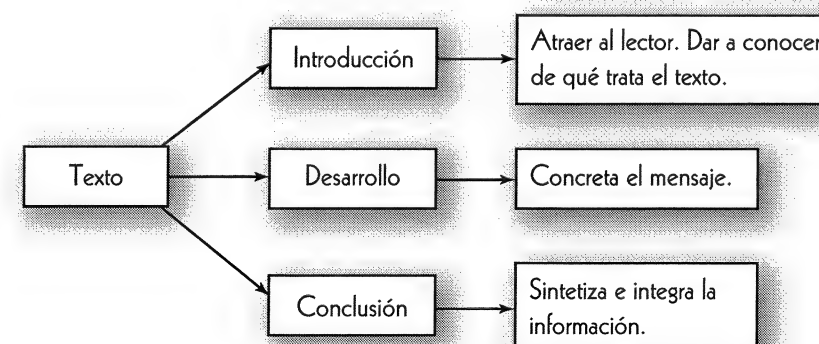 Introducción
Atraer al lector. Dar a conocer
de qué trata el texto.
Texto
Desarrollo
Concreta el mensaje.
Conclusión
Sintetiza e integra la
información.